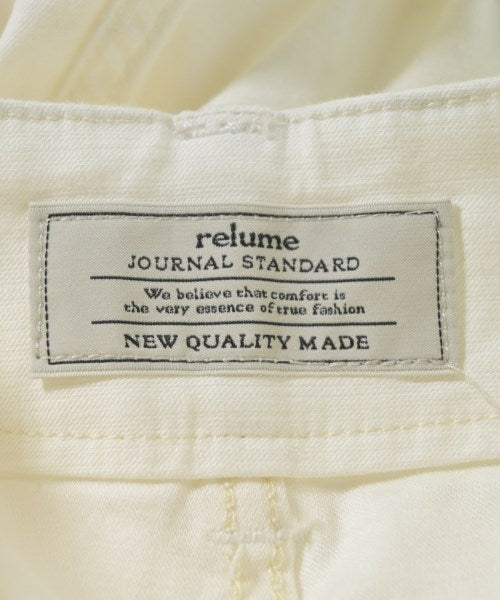 relume
JOURNAL STANDARD
We believe that comfort is
the very essence of true fashion
NEW QUALITY MADE